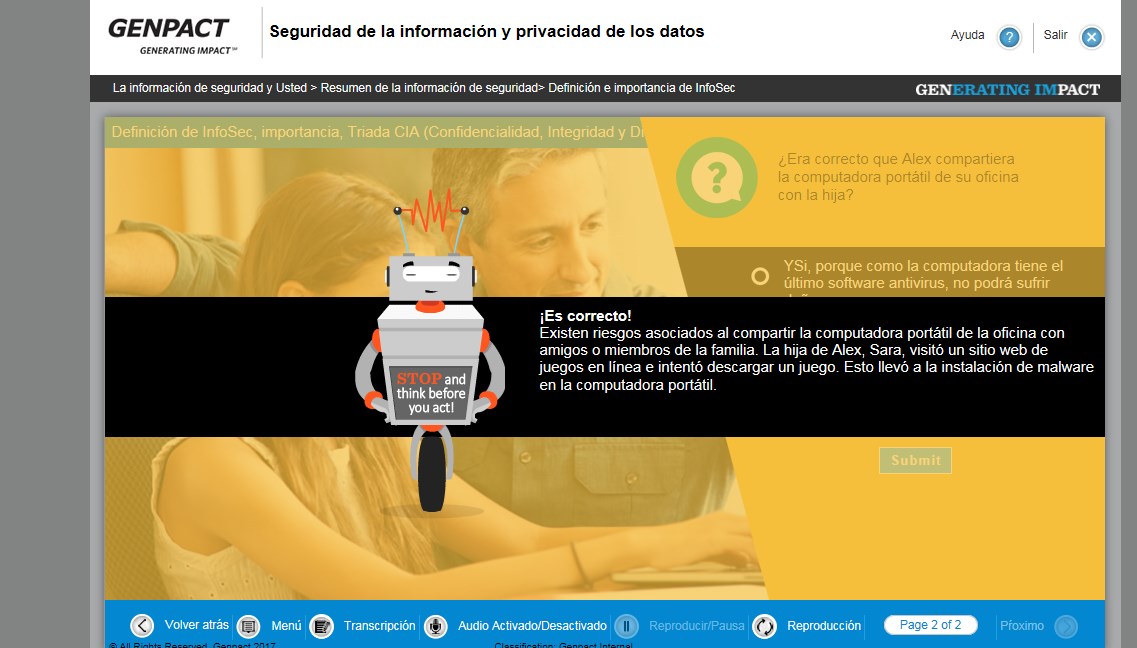 GENPACT
GENERATING IMPACT™
Seguridad de la información y privacidad de los datos
Ayuda
?
Salir
La información de seguridad y Usted > Resumen de la información de seguridad> Definición e importancia de InfoSec
GENERATING IMPACT
Definición de InfoSec, importancia, Triada CIA (Confidencialidad, Integridad y Di
?
¿Era correcto que Alex compartiera
la computadora portátil de su oficina
con la hija?
YSi, porque como la computadora tiene el
último software antivirus, no podrá sufrir
¡Es correcto!
Existen riesgos asociados al compartir la computadora portátil de la oficina con
amigos o miembros de la familia. La hija de Alex, Sara, visitó un sitio web de
juegos en línea e intentó descargar un juego. Esto llevó a la instalación de malware
en la computadora portátil.
STOP and
think before
you act!
Submit
Volver atrás
Menú
Transcripción
Audio Activado/Desactivado
Reproducir/Pausa
Reproducción
Page 2 of 2
Próximo
© All Rights Reserved. Genpact 2017
Classification: Genpact Internal